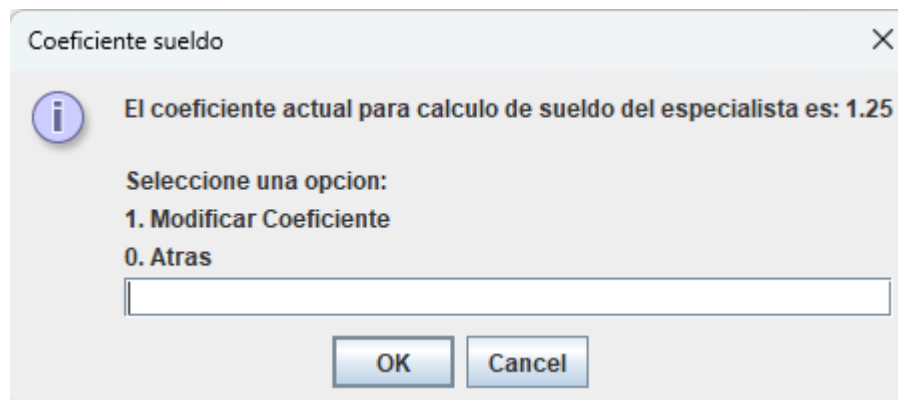 Coeficiente sueldo
El coeficiente actual para calculo de sueldo del especialista es: 1.25
Seleccione una opcion:
1. Modificar Coeficiente
0. Atras
OK Cancel